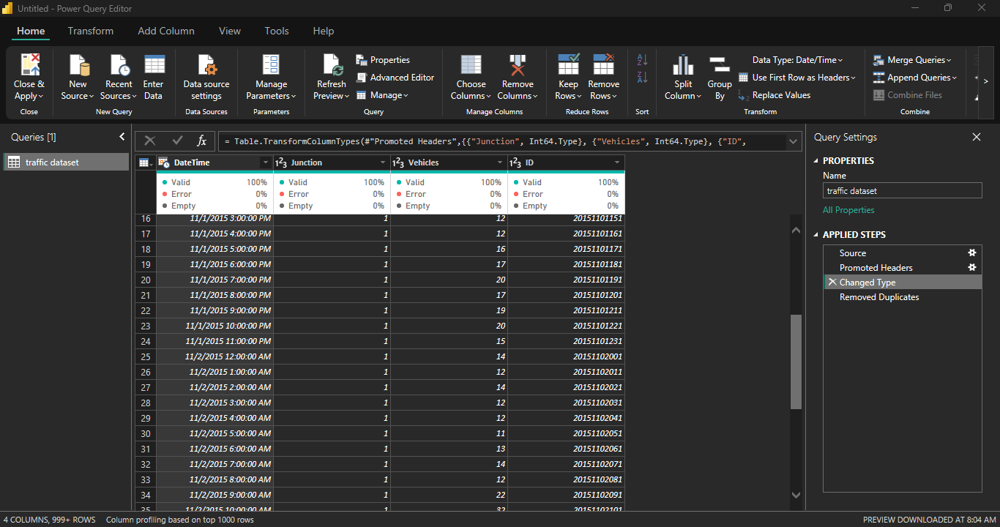 Untitled - Power Query Editor
Home Transform Add Column View Tools Help
Close & Apply
New Source
Recent Sources
Enter Data
Data source settings
Manage Parameters
Refresh Preview
Properties
Advanced Editor
Manage
Choose Columns
Remove Columns
Keep Rows
Remove Rows
Split Column
Group By
Data Type: Date/Time
Use First Row as Headers
Replace Values
Merge Queries
Append Queries
Combine Files
Close New Query Data Sources Parameters Query Manage Columns Reduce Rows Sort Transform Combine
Queries [1]
traffic dataset
fx = Table.TransformColumnTypes(#"Promoted Headers",{{"Junction", Int64.Type}, {"Vehicles", Int64.Type}, {"ID",
DateTime 123 Junction 123 Vehicles 123 ID
Valid 100% Valid 100% Valid 100% Valid 100%
Error 0% Error 0% Error 0% Error 0%
Empty 0% Empty 0% Empty 0% Empty 0%
16 11/1/2015 3:00:00 PM 1 12 20151101151
17 11/1/2015 4:00:00 PM 1 12 20151101161
18 11/1/2015 5:00:00 PM 1 16 20151101171
19 11/1/2015 6:00:00 PM 1 17 20151101181
20 11/1/2015 7:00:00 PM 1 20 20151101191
21 11/1/2015 8:00:00 PM 1 17 20151101201
22 11/1/2015 9:00:00 PM 1 19 20151101211
23 11/1/2015 10:00:00 PM 1 20 20151101221
24 11/1/2015 11:00:00 PM 1 15 20151101231
25 11/2/2015 12:00:00 AM 1 14 20151102001
26 11/2/2015 1:00:00 AM 1 12 20151102011
27 11/2/2015 2:00:00 AM 1 14 20151102021
28 11/2/2015 3:00:00 AM 1 12 20151102031
29 11/2/2015 4:00:00 AM 1 12 20151102041
30 11/2/2015 5:00:00 AM 1 11 20151102051
31 11/2/2015 6:00:00 AM 1 13 20151102061
32 11/2/2015 7:00:00 AM 1 14 20151102071
33 11/2/2015 8:00:00 AM 1 12 20151102081
34 11/2/2015 9:00:00 AM 1 22 20151102091
35 11/2/2015 10:00:00 AM 1 32 20151102101
Query Settings
PROPERTIES
Name
traffic dataset
All Properties
APPLIED STEPS
Source
Promoted Headers
Changed Type
Removed Duplicates
4 COLUMNS, 999+ ROWS Column profiling based on top 1000 rows PREVIEW DOWNLOADED AT 8:04 AM